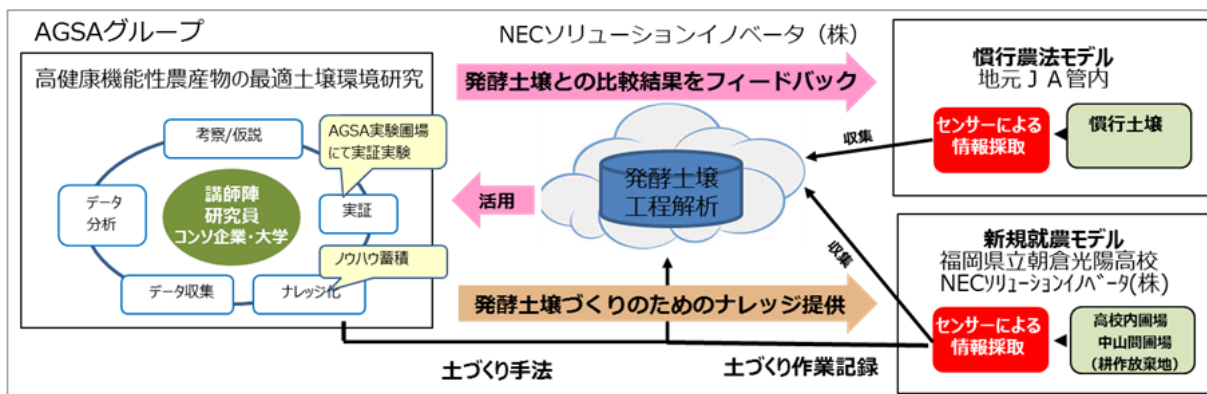 AGSAグループ
高健康機能性農産物の最適土壌環境研究
考察/仮説
AGSA実験圃場
にて実証実験
データ
分析
講師陣
研究員
コンソ企業・大学
実証
ノウハウ蓄積
データ収集
ナレッジ化
NECソリューションイノベータ（株）
発酵土壌との比較結果をフィードバック
発酵土壌
工程解析
活用
発酵土壌づくりのためのナレッジ提供
土づくり手法
土づくり作業記録
収集
収集
慣行農法モデル
地元ＪＡ管内
センサーによる
情報採取
慣行土壌
新規就農モデル
福岡県立朝倉光陽高校
NECソリューションイノベータ(株)
センサーによる
情報採取
高校内圃場
中山間圃場
（耕作放棄地）